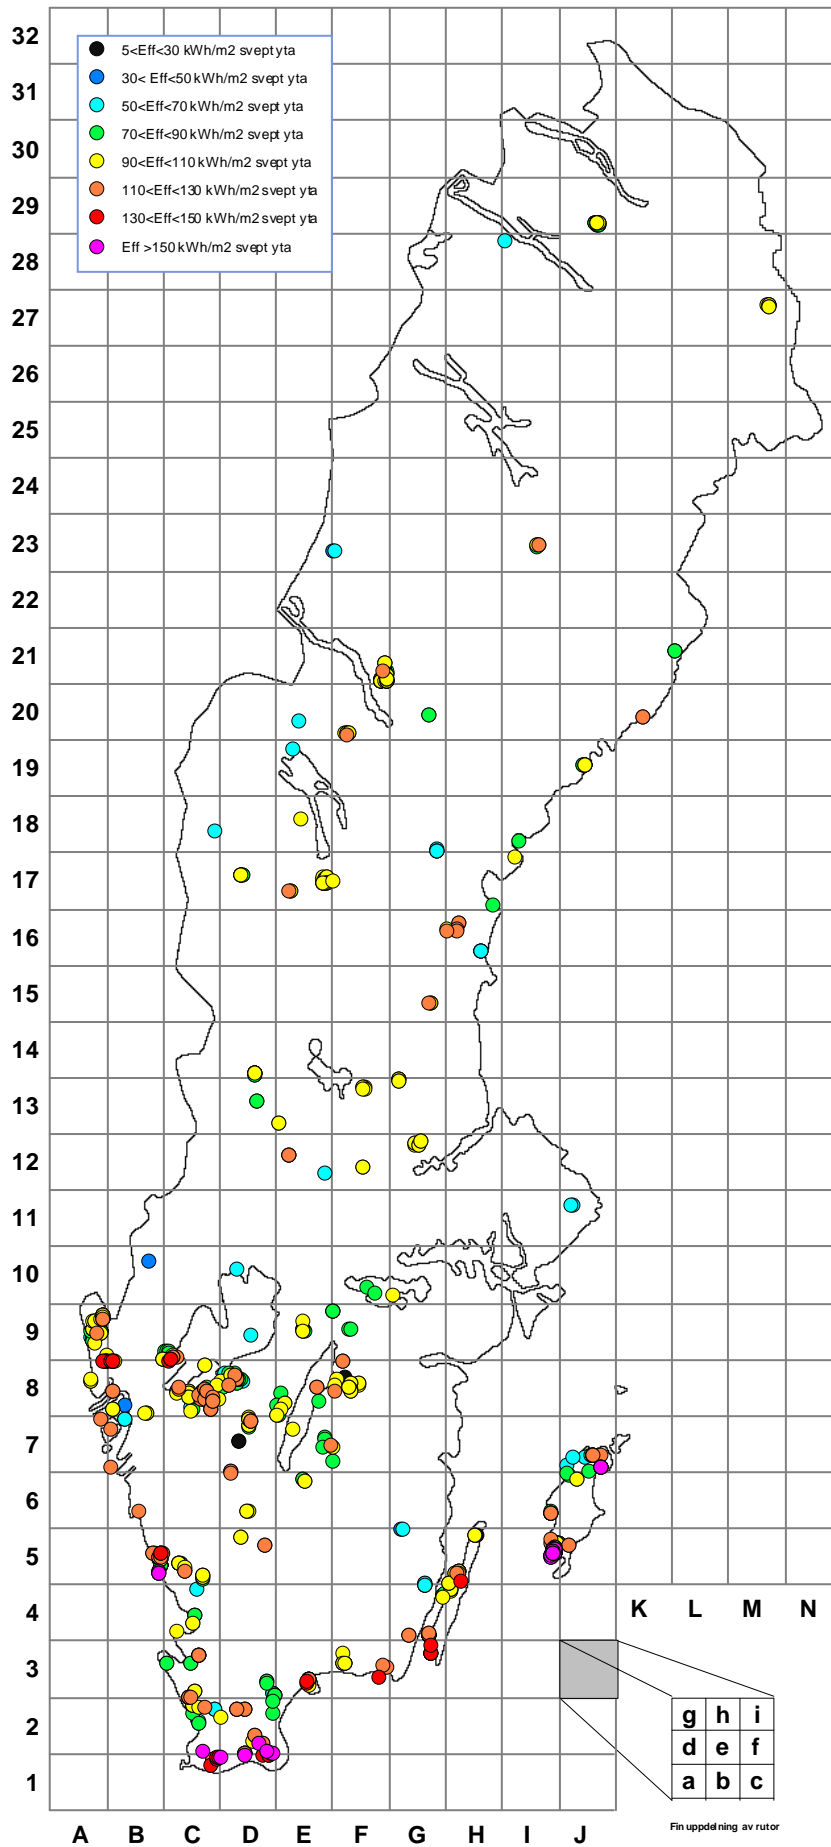 32
31
30
29
28
27
26
25
24
23
22
21
20
19
18
17
16
15
14
13
12
11
10
9
8
7
6
5
4
3
2
1
5<Eff<30 kWh/m2 svept yta
30< Eff<50 kWh/m2 svept yta
50<Eff<70 kWh/m2 svept yta
70<Eff<90 kWh/m2 svept yta
90<Eff<110 kWh/m2 svept yta
110<Eff<130 kWh/m2 svept yta
130<Eff<150 kWh/m2 svept yta
Eff >150 kWh/m2 svept yta
K L M N
g h i
d e f
a b c
Fin uppdelning av rutor
A B C D E F G H I J